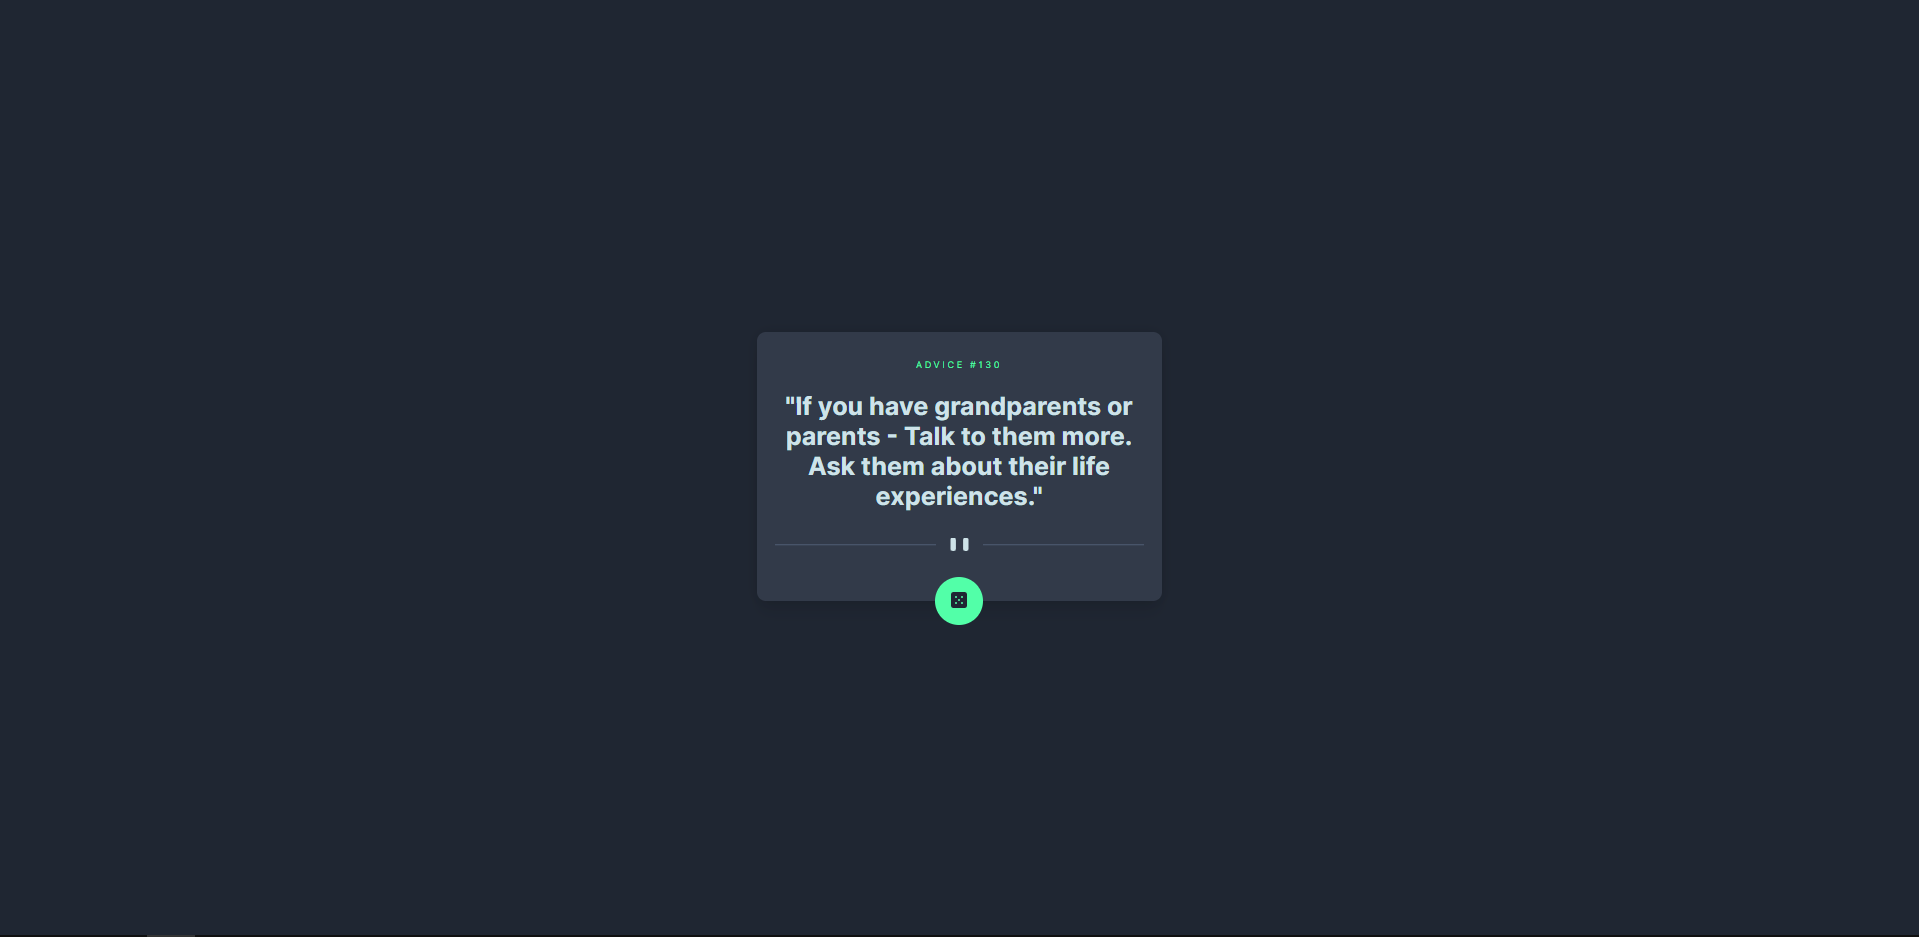 ADVICE #130
"If you have grandparents or
parents - Talk to them more.
Ask them about their life
experiences."